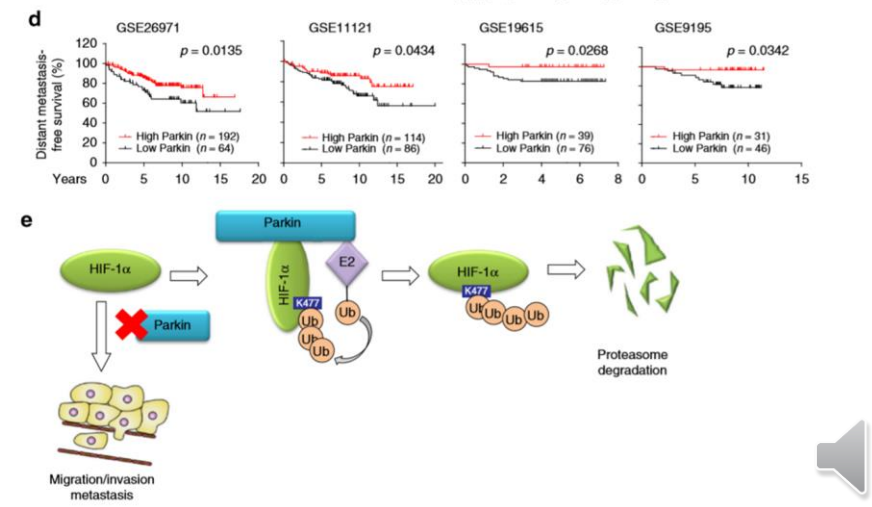 d
GSE26971
GSE11121
GSE19615
GSE9195
Distant metastasis-
free survival (%)
120
100
80
60
40
20
0
p = 0.0135
High Parkin (n = 192)
Low Parkin (n = 64)
p = 0.0434
High Parkin (n = 114)
Low Parkin (n = 86)
p = 0.0268
High Parkin (n = 39)
Low Parkin (n = 76)
p = 0.0342
High Parkin (n = 31)
Low Parkin (n = 46)
Years 0 5 10 15 20
0 5 10 15 20
0 2 4 6 8
0 5 10 15
e
HIF-1α
Parkin
Migration/invasion
metastasis
Parkin
HIF-1α
E2
K477
Ub
Ub
Ub
Ub
HIF-1α
K477
Ub
Ub
Ub
Ub
Proteasome
degradation